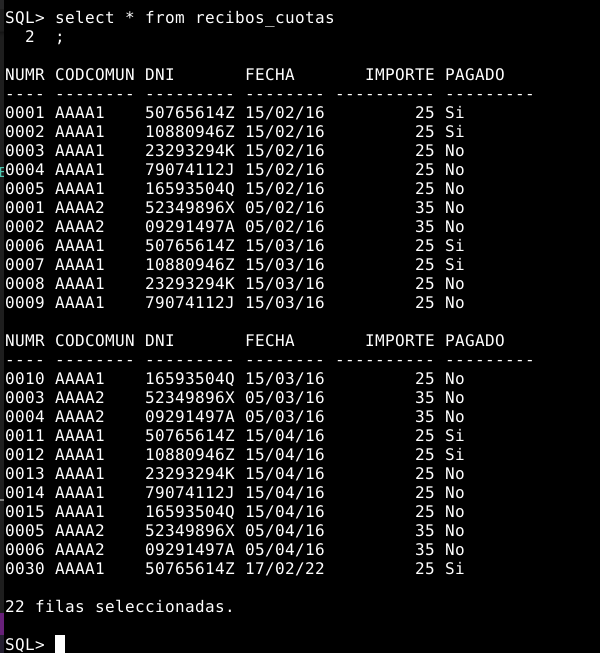 SQL> select * from recibos_cuotas
  2  ;

NUMR CODCOMUN DNI       FECHA       IMPORTE PAGADO
---- -------- --------- -------- ---------- ---------
0001 AAAA1    50765614Z 15/02/16         25 Si
0002 AAAA1    10880946Z 15/02/16         25 Si
0003 AAAA1    23293294K 15/02/16         25 No
0004 AAAA1    79074112J 15/02/16         25 No
0005 AAAA1    16593504Q 15/02/16         25 No
0001 AAAA2    52349896X 05/02/16         35 No
0002 AAAA2    09291497A 05/02/16         35 No
0006 AAAA1    50765614Z 15/03/16         25 Si
0007 AAAA1    10880946Z 15/03/16         25 Si
0008 AAAA1    23293294K 15/03/16         25 No
0009 AAAA1    79074112J 15/03/16         25 No

NUMR CODCOMUN DNI       FECHA       IMPORTE PAGADO
---- -------- --------- -------- ---------- ---------
0010 AAAA1    16593504Q 15/03/16         25 No
0003 AAAA2    52349896X 05/03/16         35 No
0004 AAAA2    09291497A 05/03/16         35 No
0011 AAAA1    50765614Z 15/04/16         25 Si
0012 AAAA1    10880946Z 15/04/16         25 Si
0013 AAAA1    23293294K 15/04/16         25 No
0014 AAAA1    79074112J 15/04/16         25 No
0015 AAAA1    16593504Q 15/04/16         25 No
0005 AAAA2    52349896X 05/04/16         35 No
0006 AAAA2    09291497A 05/04/16         35 No
0030 AAAA1    50765614Z 17/02/22         25 Si

22 filas seleccionadas.

SQL>